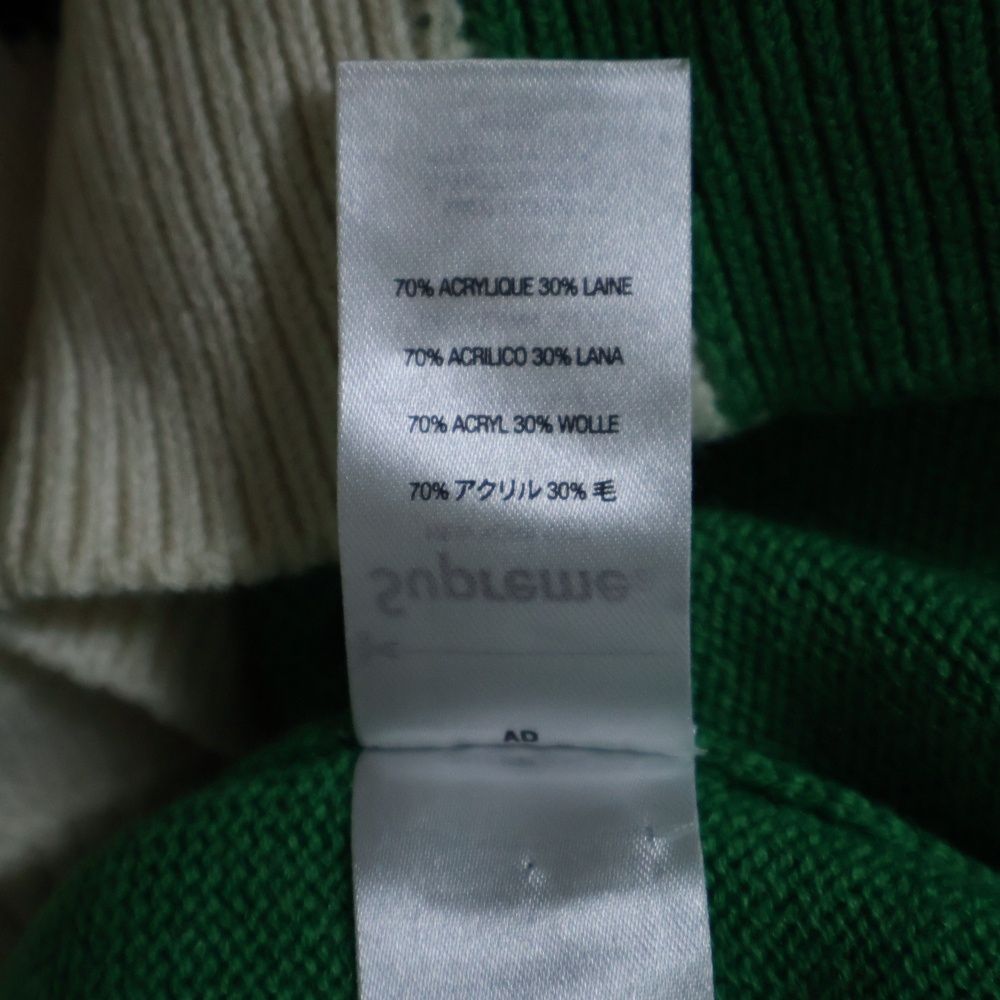 70% ACRYLIQUE 30% LAINE
70% ACRILICO 30% LANA
70% ACRYL 30% WOLLE
70% アクリル 30% 毛
Supreme
AD